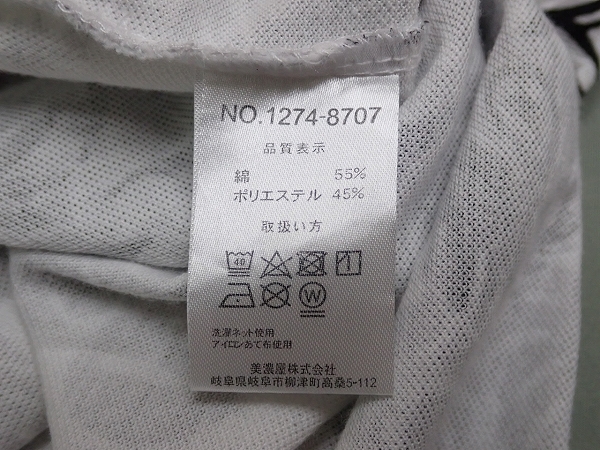 NO.1274-8707
品質表示
綿 55%
ポリエステル 45%
取扱い方
40
W
洗濯ネット使用
アイロンあて布使用
美濃屋株式会社
岐阜県岐阜市柳津町高桑5-112